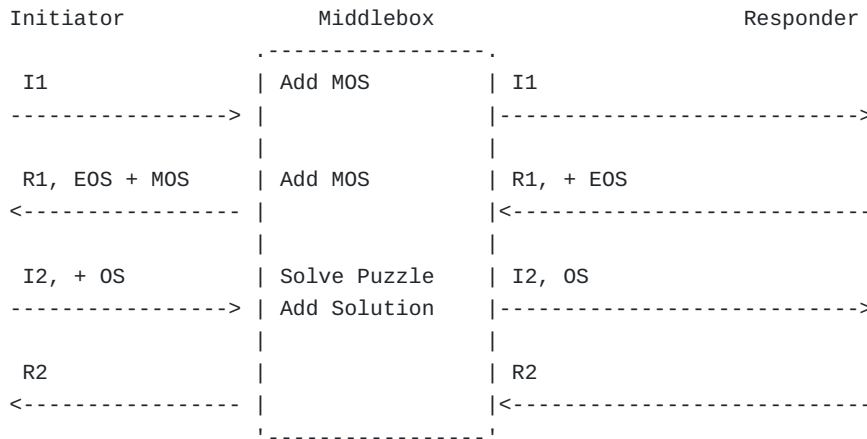 Initiator Middlebox Responder
.-----------------.
I1 | Add MOS | I1
-----------------> | |---------------------------->
| |
R1, EOS + MOS | Add MOS | R1, + EOS
<----------------- | |<----------------------------
| |
I2, + OS | Solve Puzzle | I2, OS
-----------------> | Add Solution |---------------------------->
| |
R2 | | R2
<----------------- | |<----------------------------
'-----------------'